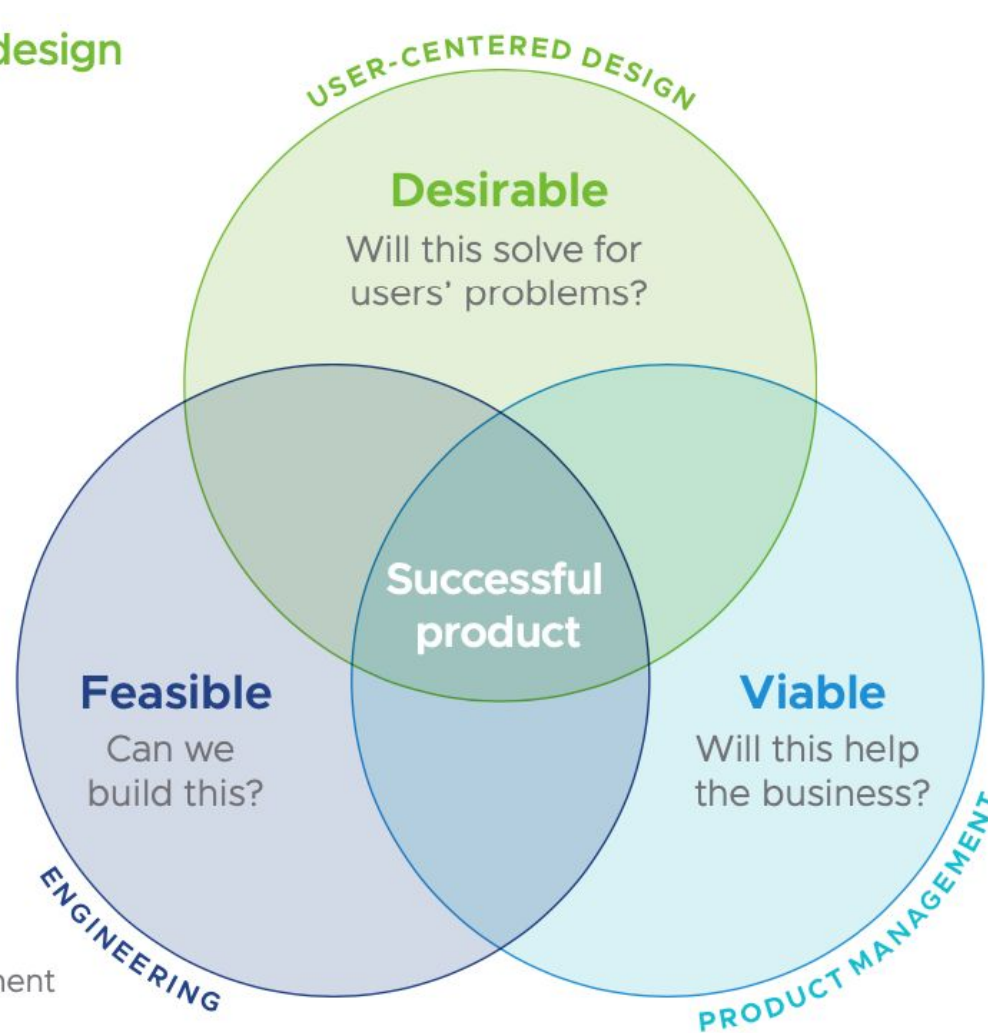 design
USER-CENTERED DESIGN
Desirable
Will this solve for
users’ problems?
Successful
product
Feasible
Can we
build this?
Viable
Will this help
the business?
ENGINEERING
PRODUCT MANAGEMENT